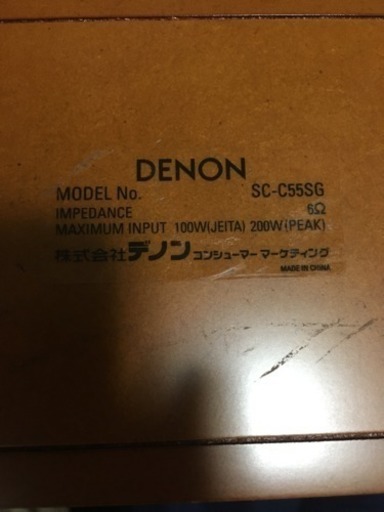 DENON
MODEL No. SC-C55SG
IMPEDANCE 6Ω
MAXIMUM INPUT 100W(JEITA) 200W(PEAK)
株式会社デノン コンシューマー マーケティング
MADE IN CHINA